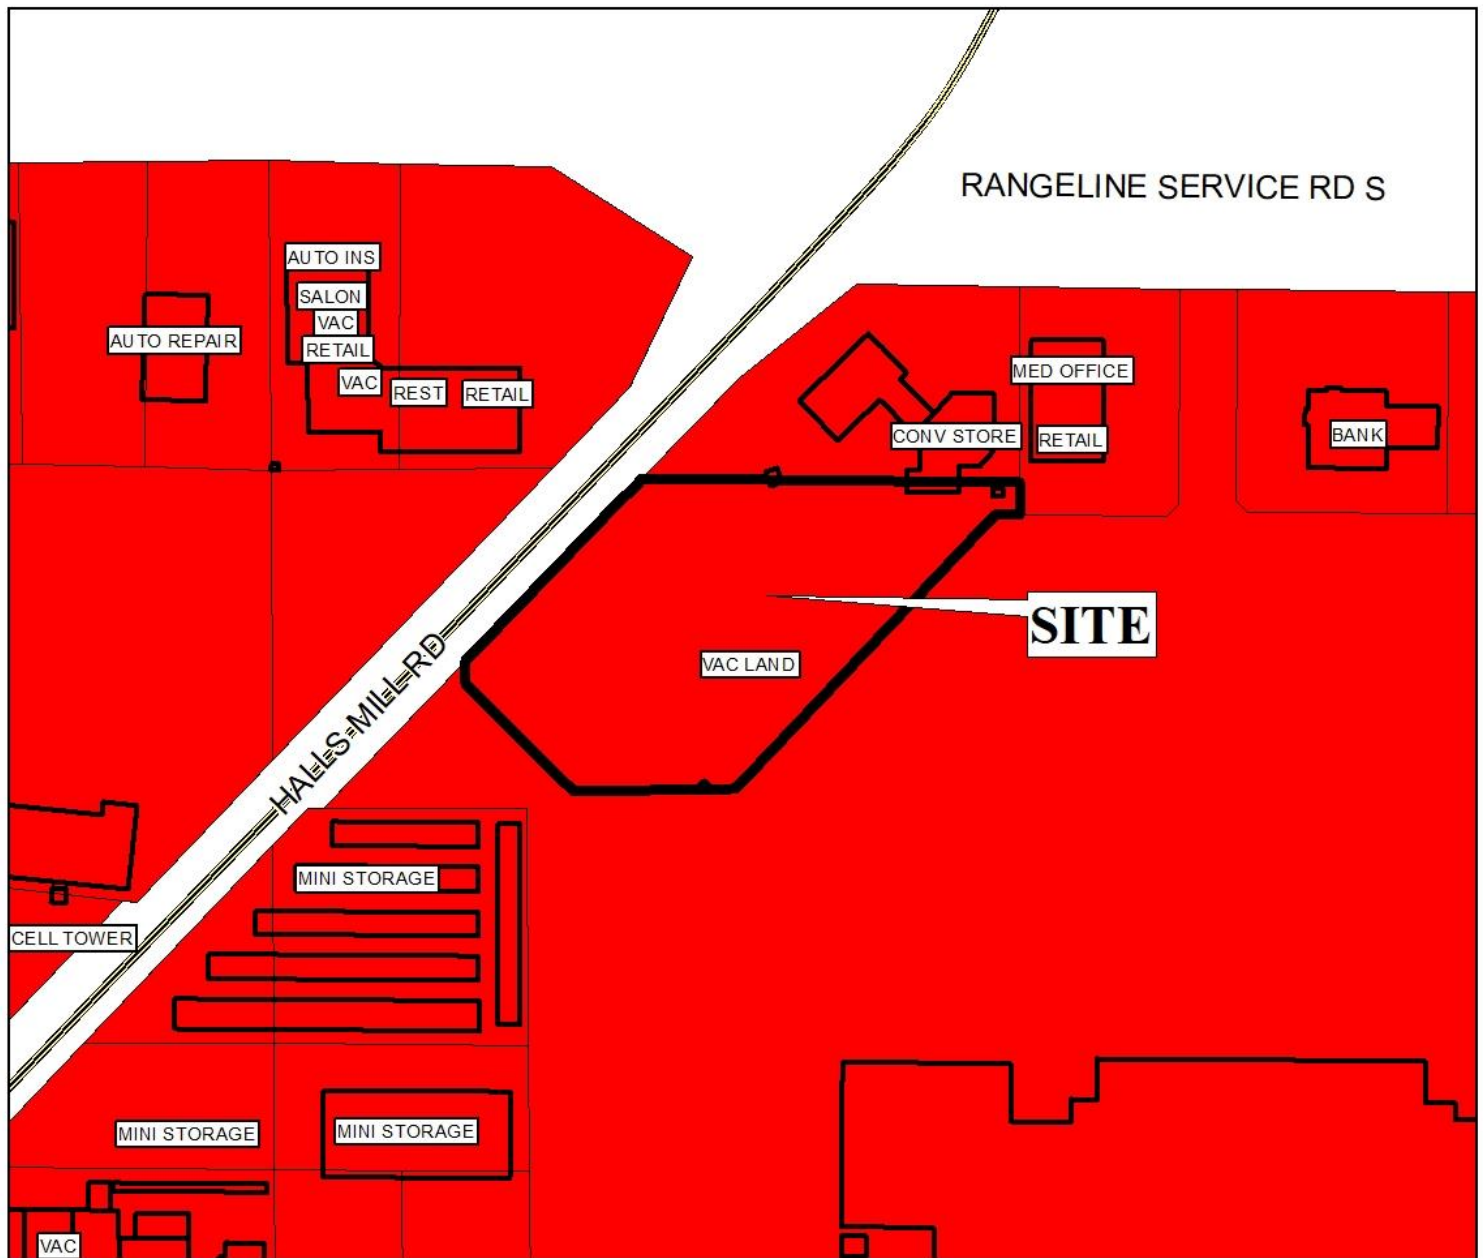 RANGELINE SERVICE RD S
AUTO INS
SALON
VAC
AUTO REPAIR
RETAIL
VAC
REST
RETAIL
MED OFFICE
CONV STORE
RETAIL
BANK
SITE
VAC LAND
HALLS MILL RD
MINI STORAGE
CELL TOWER
MINI STORAGE
MINI STORAGE
VAC